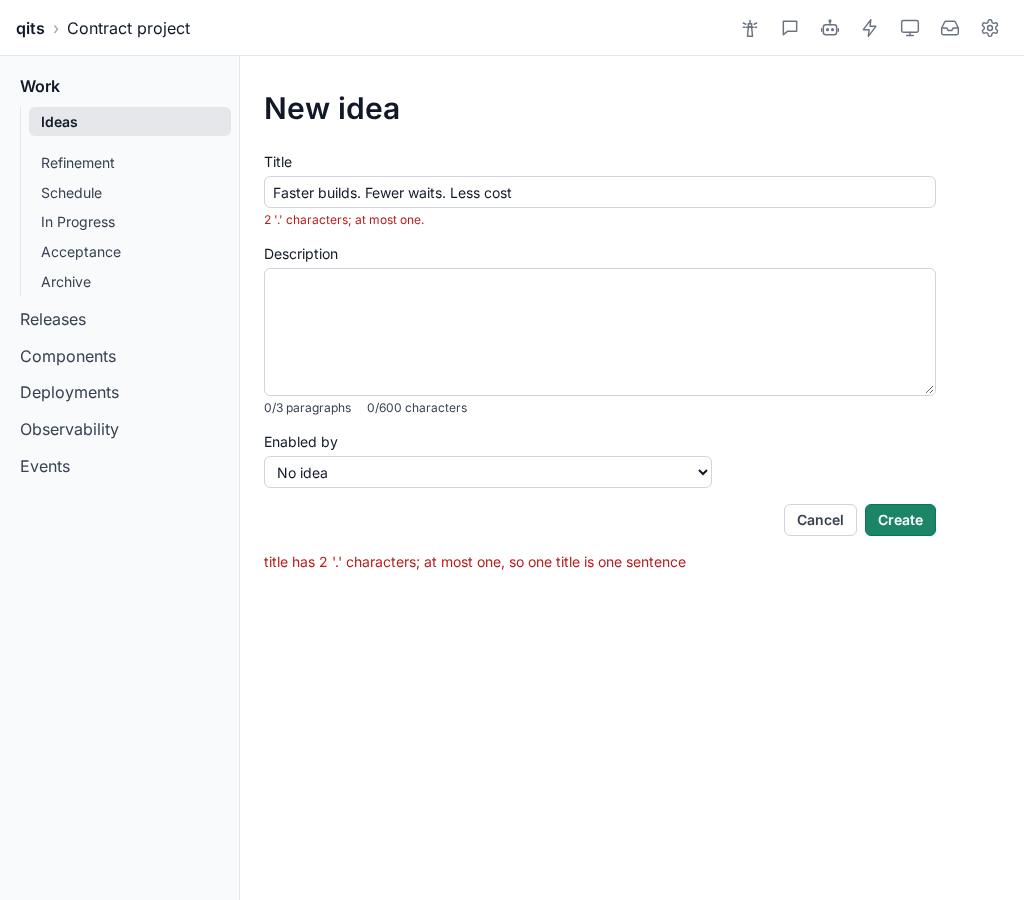 qits › Contract project
Work
Ideas
Refinement
Schedule
In Progress
Acceptance
Archive
Releases
Components
Deployments
Observability
Events
New idea
Title
Faster builds. Fewer waits. Less cost
2 '.' characters; at most one.
Description
0/3 paragraphs 0/600 characters
Enabled by
No idea
Cancel Create
title has 2 '.' characters; at most one, so one title is one sentence